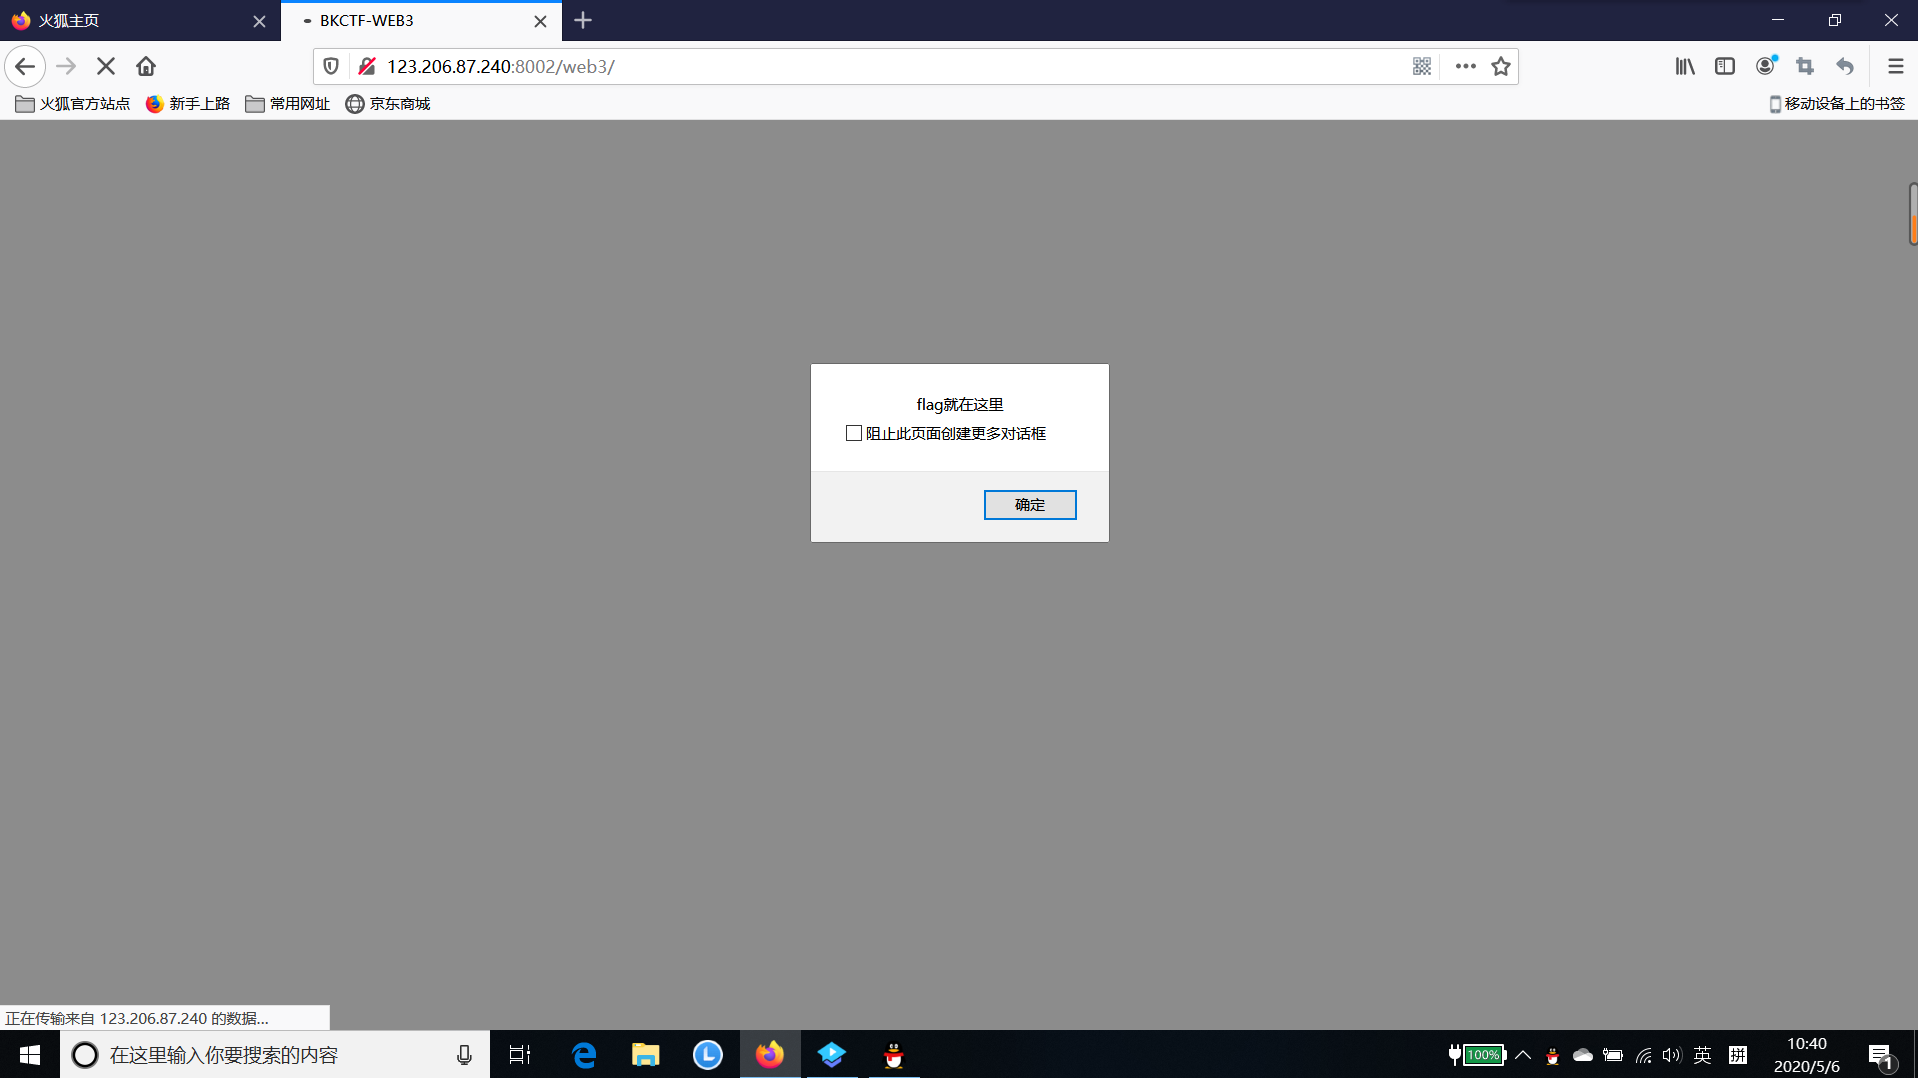 火狐主页
BKCTF-WEB3
123.206.87.240:8002/web3/
火狐官方站点 新手上路 常用网址 京东商城 移动设备上的书签
flag就在这里
阻止此页面创建更多对话框
确定
正在传输来自 123.206.87.240 的数据...
在这里输入你要搜索的内容
100%
英
拼
10:40
2020/5/6
1